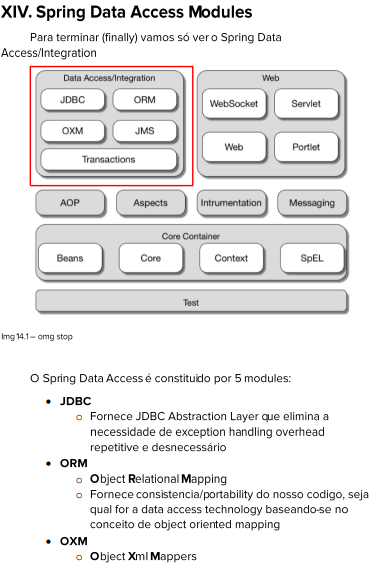 XIV. Spring Data Access Modules
Para terminar (finally) vamos só ver o Spring Data
Access/Integration
Data Access/Integration
JDBC
ORM
OXM
JMS
Transactions
Web
WebSocket
Servlet
Web
Portlet
AOP
Aspects
Intrumentation
Messaging
Core Container
Beans
Core
Context
SpEL
Test
Img 14.1 – omg stop
O Spring Data Access é constituido por 5 modules:
• JDBC
o Fornece JDBC Abstraction Layer que elimina a
necessidade de exception handling overhead
repetitive e desnecessário
• ORM
o Object Relational Mapping
o Fornece consistencia/portability do nosso codigo, seja
qual for a data access technology baseando-se no
conceito de object oriented mapping
• OXM
o Object Xml Mappers